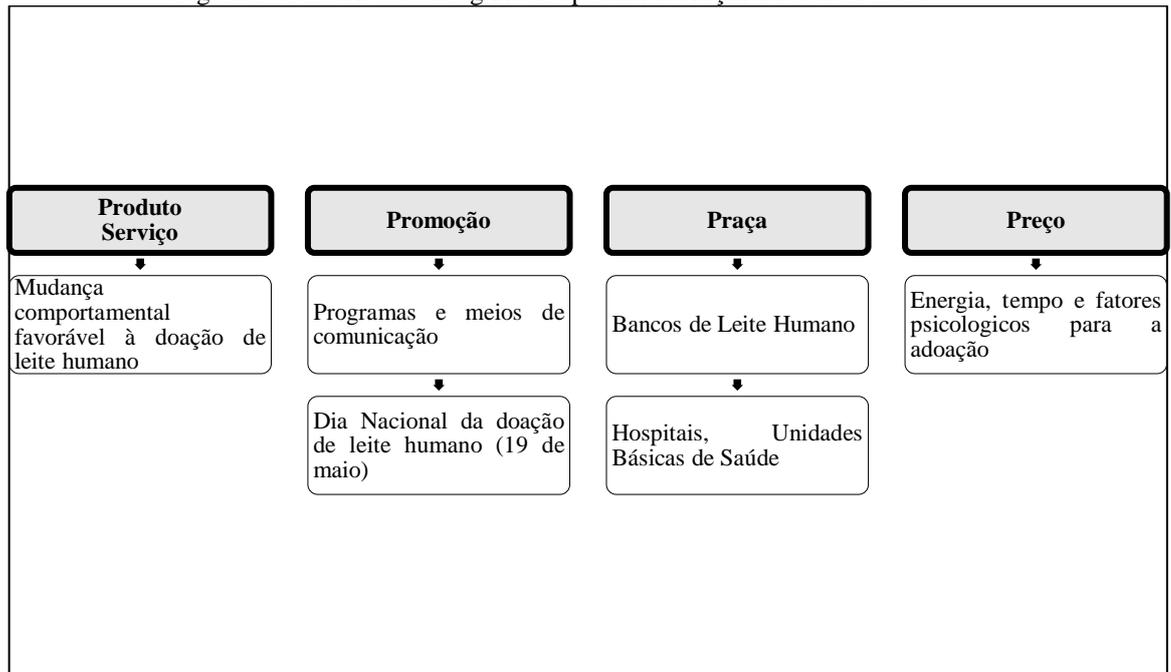 Produto
Serviço
Mudança
comportamental
favorável à doação de
leite humano
Promoção
Programas e meios de
comunicação
Dia Nacional da doação
de leite humano (19 de
maio)
Praça
Bancos de Leite Humano
Hospitais, Unidades
Básicas de Saúde
Preço
Energia, tempo e fatores
psicologicos para a
adoação